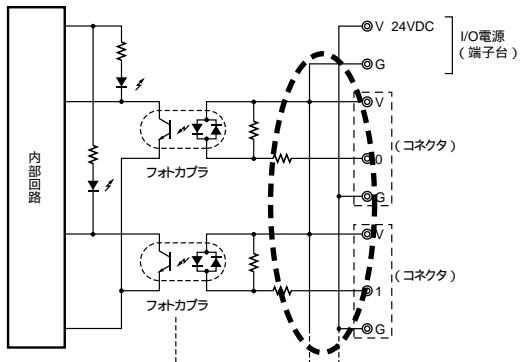 V 24VDC
I/O電源
(端子台)
G
V
(コネクタ)
0
フォトカプラ
G
内部回路
V
(コネクタ)
1
フォトカプラ
G